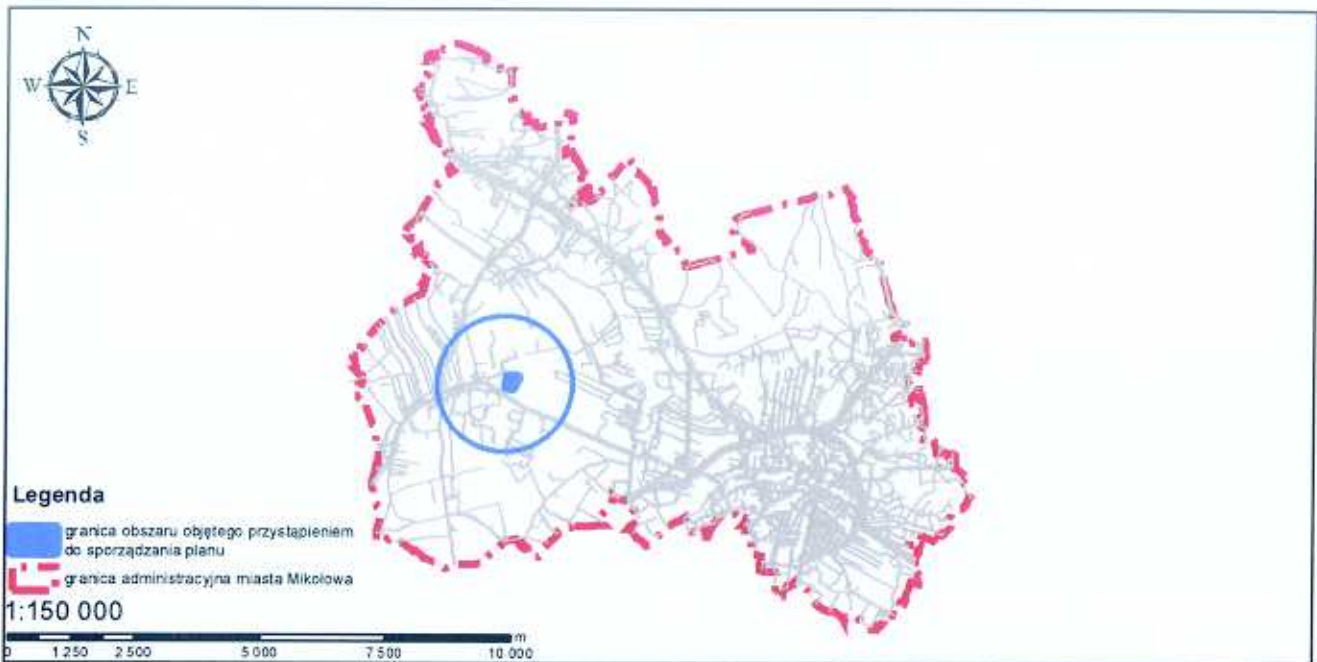 N
W E
S
Legenda
granica obszaru objętego przystąpieniem
do sporządzania planu
granica administracyjna miasta Mikołowa
1:150 000
m
0 1 250 2 500 5 000 7 500 10 000